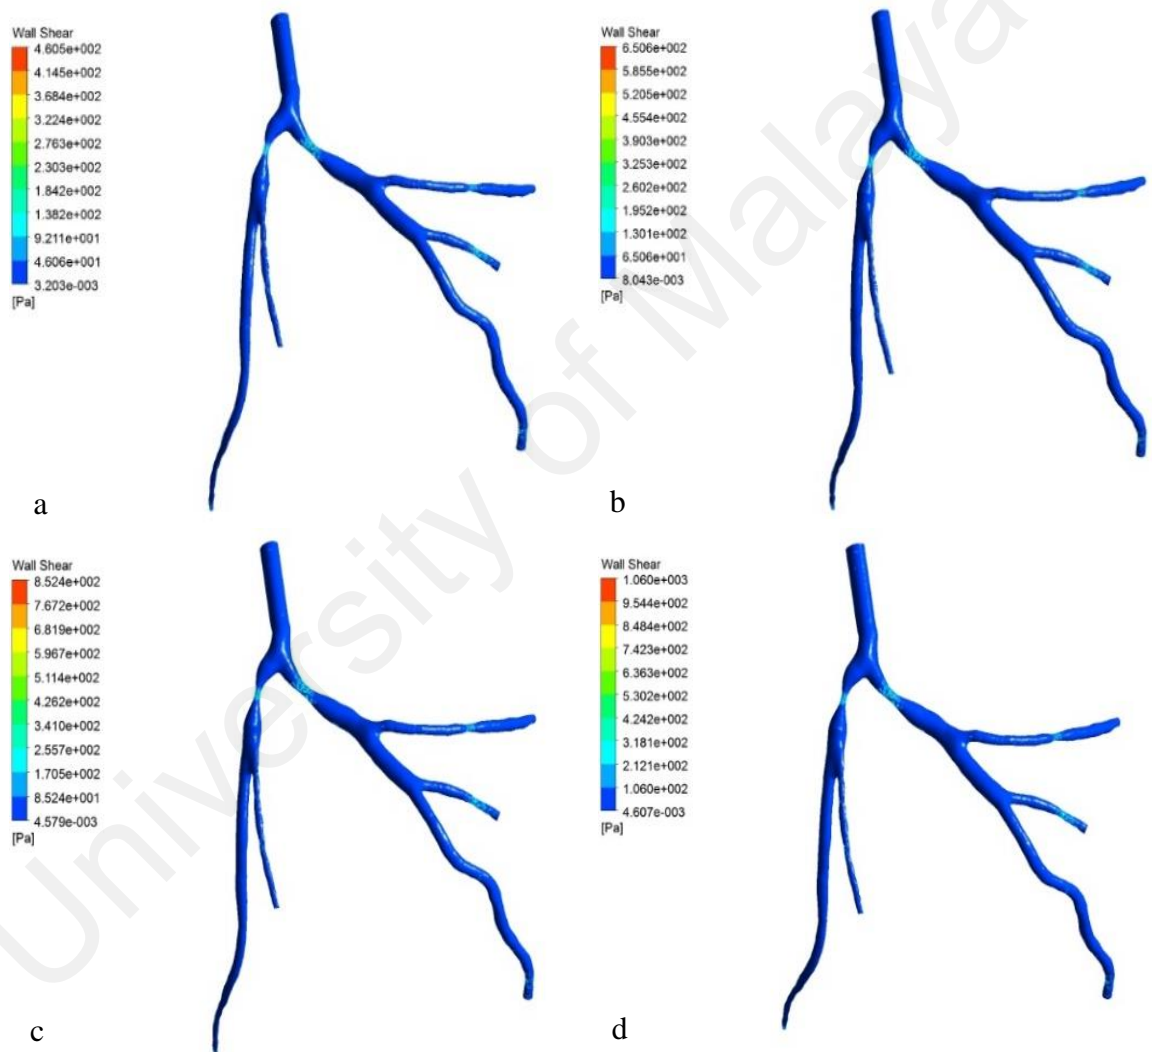 Wall Shear
4.605e+002
4.145e+002
3.684e+002
3.224e+002
2.763e+002
2.303e+002
1.842e+002
1.382e+002
9.211e+001
4.606e+001
3.203e-003
[Pa]
a
Wall Shear
6.506e+002
5.855e+002
5.205e+002
4.554e+002
3.903e+002
3.253e+002
2.602e+002
1.952e+002
1.301e+002
6.506e+001
8.043e-003
[Pa]
b
Wall Shear
8.524e+002
7.672e+002
6.819e+002
5.967e+002
5.114e+002
4.262e+002
3.410e+002
2.557e+002
1.705e+002
8.524e+001
4.579e-003
[Pa]
c
Wall Shear
1.060e+003
9.544e+002
8.484e+002
7.423e+002
6.363e+002
5.302e+002
4.242e+002
3.181e+002
2.121e+002
1.060e+002
4.607e-003
[Pa]
d
University of Malaya